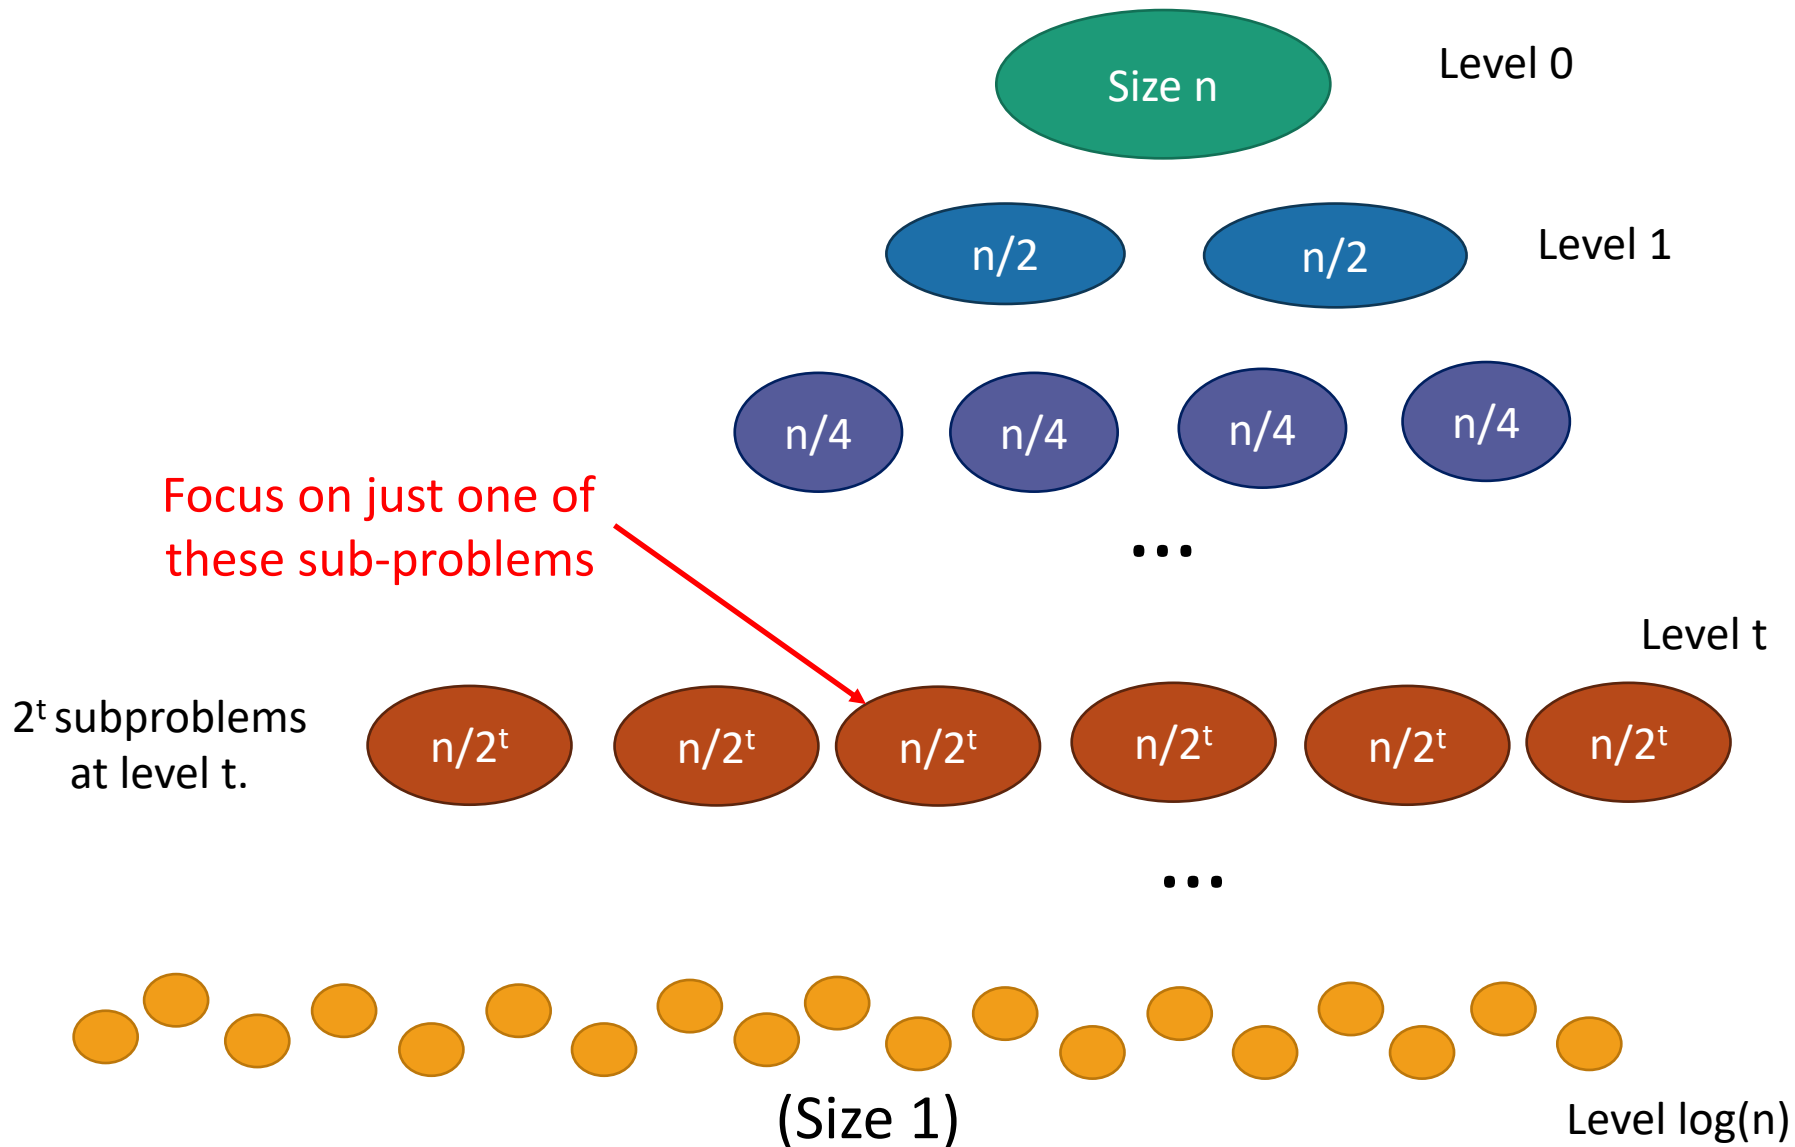 Size n
Level 0
n/2
n/2
Level 1
n/4
n/4
n/4
n/4
Focus on just one of
these sub-problems
...
Level t
2ᵗ subproblems
at level t.
n/2ᵗ
n/2ᵗ
n/2ᵗ
n/2ᵗ
n/2ᵗ
n/2ᵗ
...
(Size 1)
Level log(n)